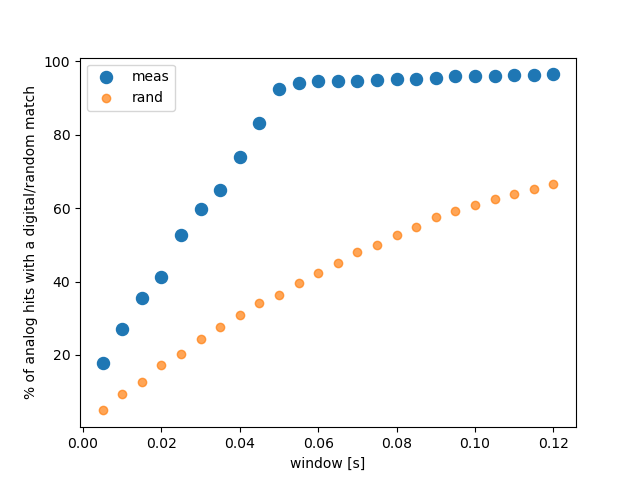 % of analog hits with a digital/random match
100
80
60
40
20
meas
rand
0.00 0.02 0.04 0.06 0.08 0.10 0.12
window [s]